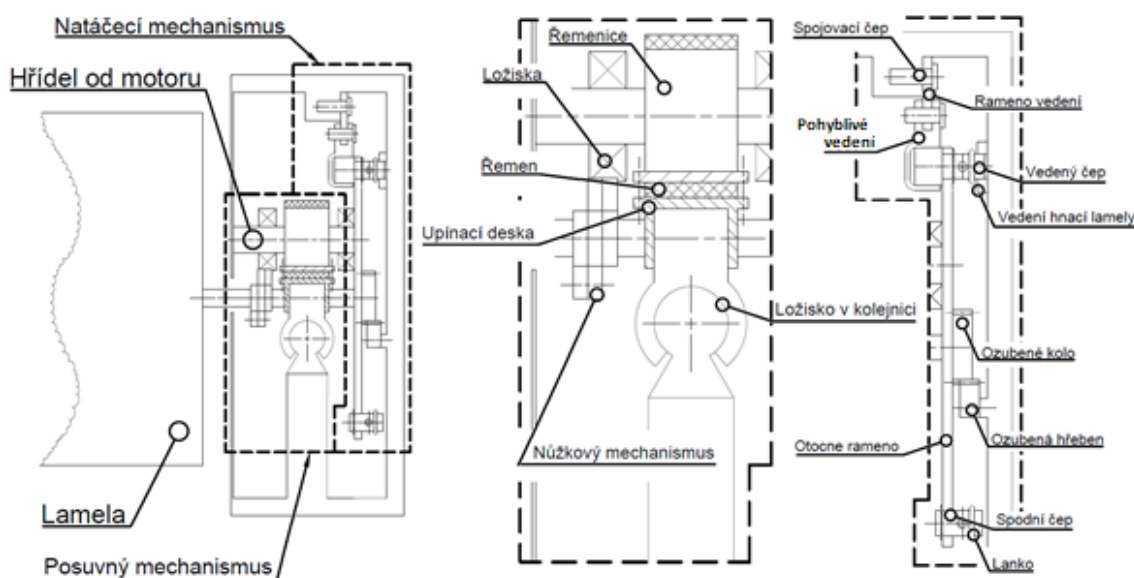 Natáčecí mechanismus
Hřídel od motoru
Lamela
Posuvný mechanismus
Řemenice
Ložiska
Řemen
Upínací deska
Ložisko v kolejnici
Nůžkový mechanismus
Spojovací čep
Rameno vedení
Pohyblivé
vedení
Vedený čep
Vedení hnací lamely
Ozubené kolo
Ozubená hřeben
Otocne rameno
Spodní čep
Lanko